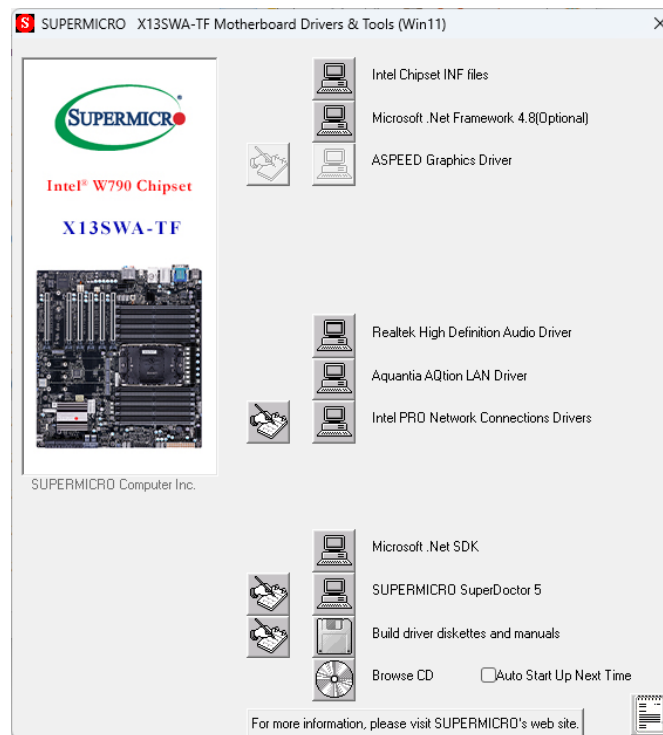 SUPERMICRO X13SWA-TF Motherboard Drivers & Tools (Win11)
SUPERMICRO
Intel® W790 Chipset
X13SWA-TF
SUPERMICRO Computer Inc.
Intel Chipset INF files
Microsoft .Net Framework 4.8(Optional)
ASPEED Graphics Driver
Realtek High Definition Audio Driver
Aquantia AQtion LAN Driver
Intel PRO Network Connections Drivers
Microsoft .Net SDK
SUPERMICRO SuperDoctor 5
Build driver diskettes and manuals
Browse CD
Auto Start Up Next Time
For more information, please visit SUPERMICRO's web site.